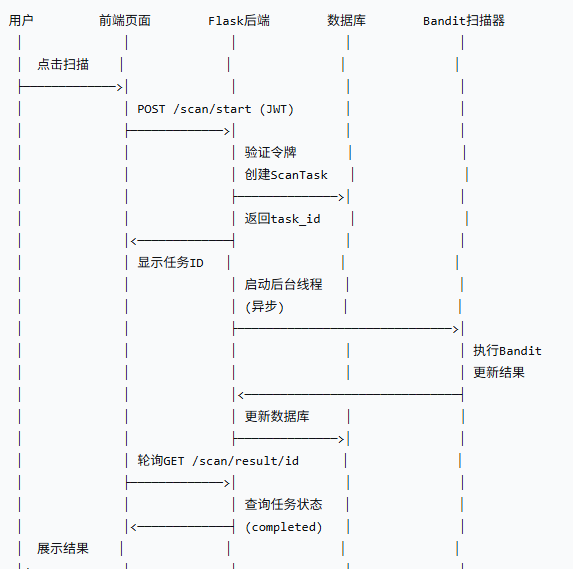 用户 前端页面 Flask后端 数据库 Bandit扫描器
点击扫描
POST /scan/start (JWT)
验证令牌
创建ScanTask
返回task_id
显示任务ID
启动后台线程
(异步)
执行Bandit
更新结果
更新数据库
轮询GET /scan/result/id
查询任务状态
(completed)
展示结果